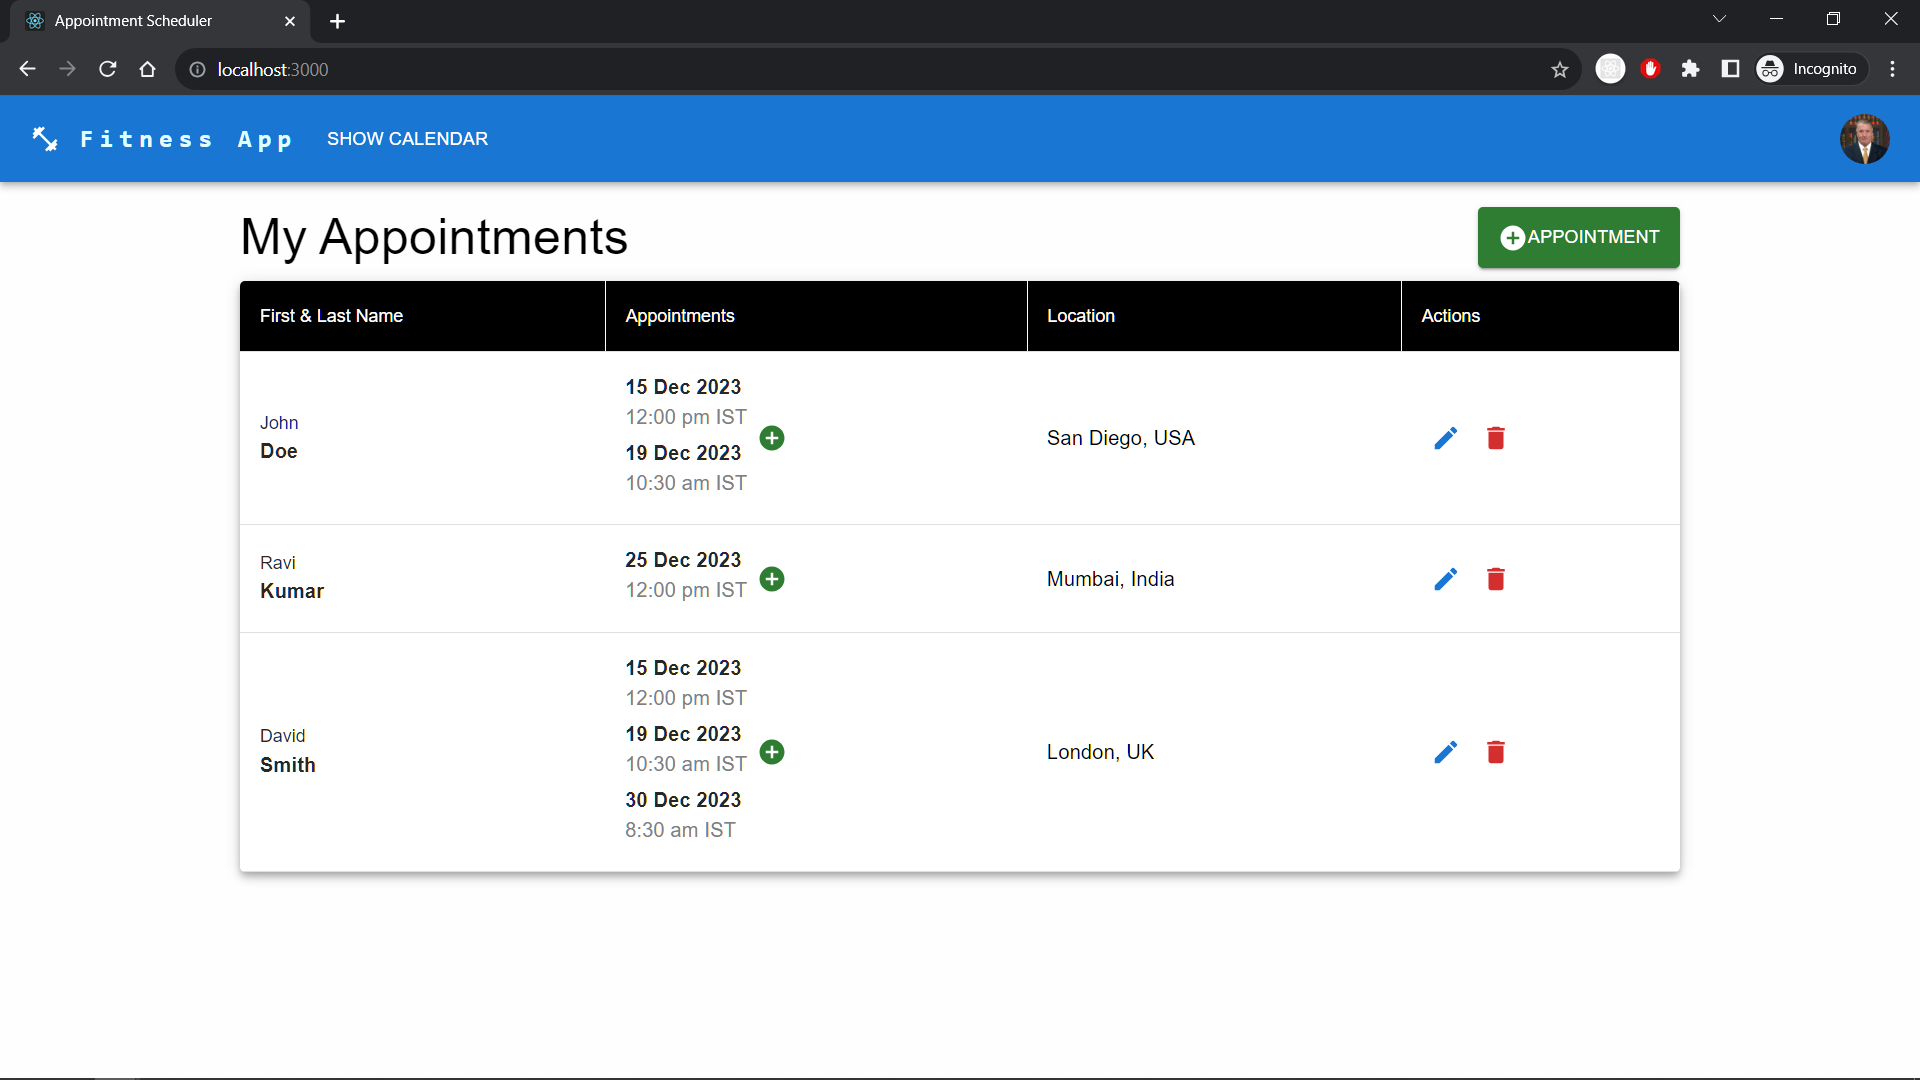 Appointment Scheduler
localhost:3000
Incognito
Fitness App
SHOW CALENDAR
My Appointments
APPOINTMENT
First & Last Name
Appointments
Location
Actions
John
Doe
15 Dec 2023
12:00 pm IST
19 Dec 2023
10:30 am IST
San Diego, USA
Ravi
Kumar
25 Dec 2023
12:00 pm IST
Mumbai, India
David
Smith
15 Dec 2023
12:00 pm IST
19 Dec 2023
10:30 am IST
30 Dec 2023
8:30 am IST
London, UK